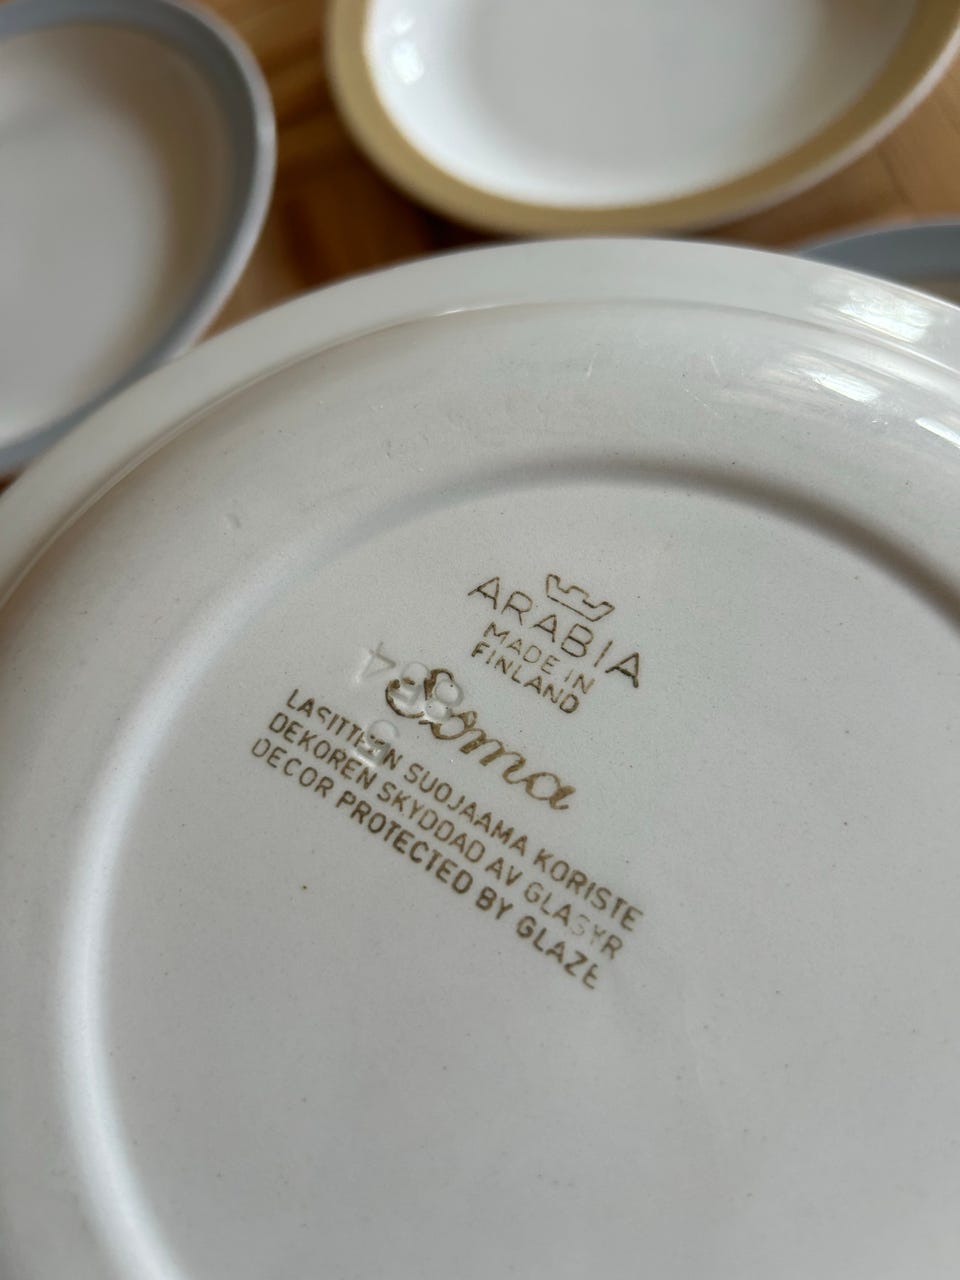 ARABIA
MADE IN
FINLAND
Soma
LASITTEEN SUOJAAMA KORISTE
DEKOREN SKYDDAD AV GLASYR
DECOR PROTECTED BY GLAZE